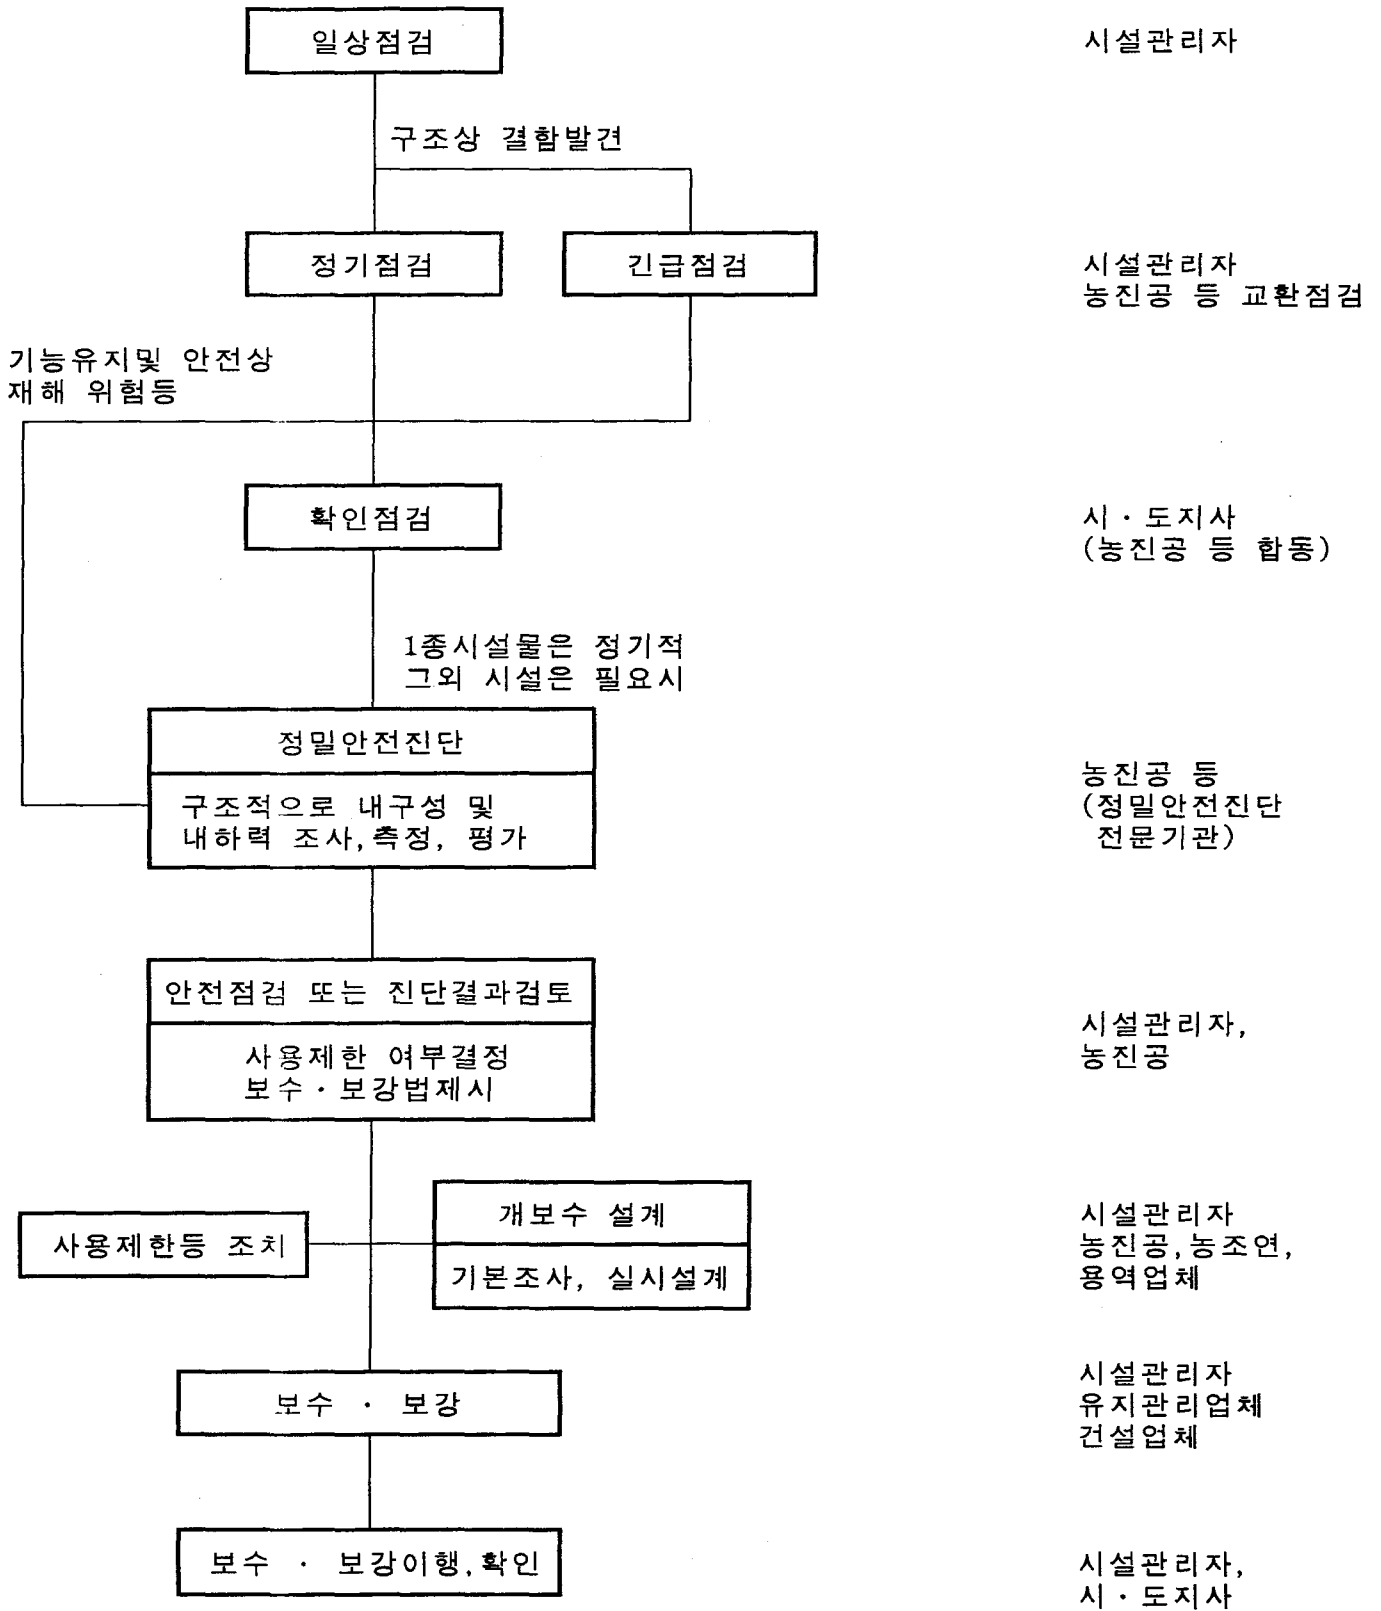 일상점검
시설관리자
구조상 결함발견
정기점검
긴급점검
시설관리자
농진공 등 교환점검
기능유지및 안전상
재해 위험등
확인점검
시·도지사
(농진공 등 합동)
1종시설물은 정기적
그외 시설은 필요시
정밀안전진단
구조적으로 내구성 및
내하력 조사,측정, 평가
농진공 등
(정밀안전진단
전문기관)
안전점검 또는 진단결과검토
사용제한 여부결정
보수·보강법제시
시설관리자,
농진공
사용제한등 조치
개보수 설계
기본조사, 실시설계
시설관리자
농진공,농조연,
용역업체
보수 · 보강
시설관리자
유지관리업체
건설업체
보수 · 보강이행,확인
시설관리자,
시·도지사